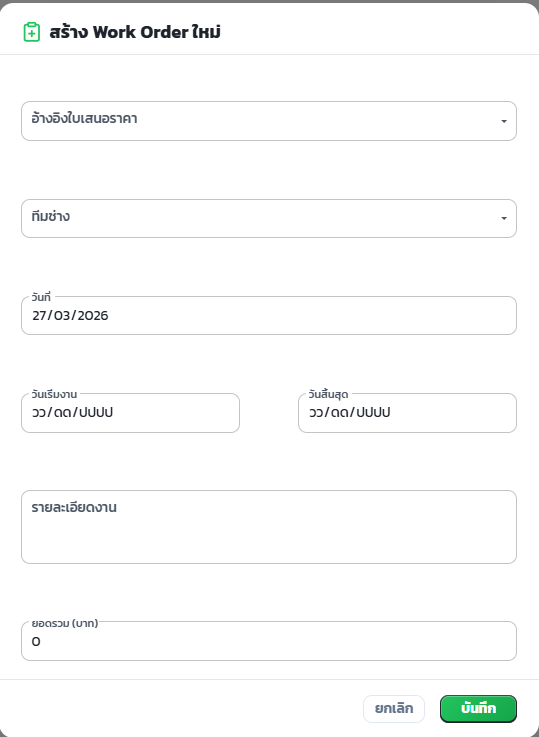 สร้าง Work Order ใหม่
อ้างอิงใบเสนอราคา
ทีมช่าง
วันที่
27/03/2026
วันเริ่มงาน วันสิ้นสุด
วว/ดด/ปปปป วว/ดด/ปปปป
รายละเอียดงาน
ยอดรวม (บาท)
0
ยกเลิก บันทึก